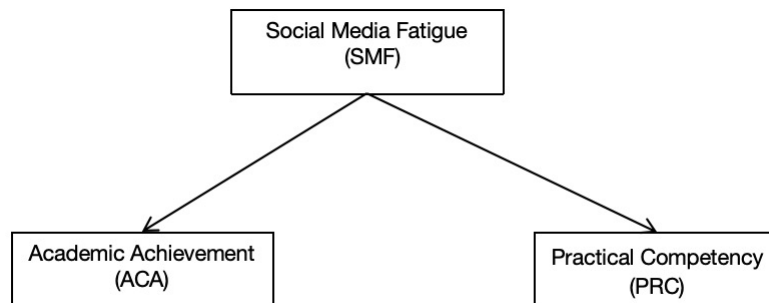 Social Media Fatigue
(SMF)
Academic Achievement
(ACA)
Practical Competency
(PRC)